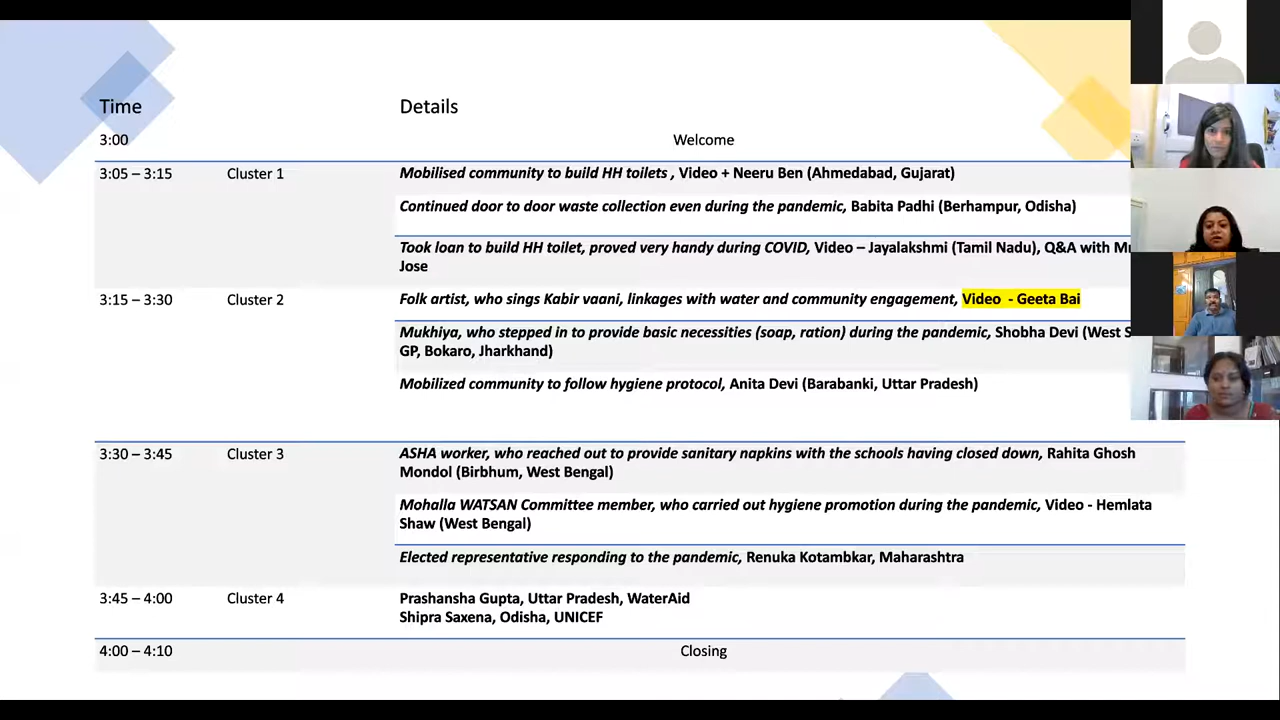 Time Details
3:00 Welcome
3:05 – 3:15 Cluster 1 Mobilised community to build HH toilets , Video + Neeru Ben (Ahmedabad, Gujarat)
Continued door to door waste collection even during the pandemic, Babita Padhi (Berhampur, Odisha)
Took loan to build HH toilet, proved very handy during COVID, Video – Jayalakshmi (Tamil Nadu), Q&A with
Jose
3:15 – 3:30 Cluster 2 Folk artist, who sings Kabir vaani, linkages with water and community engagement, Video - Geeta Bai
Mukhiya, who stepped in to provide basic necessities (soap, ration) during the pandemic, Shobha Devi (West
GP, Bokaro, Jharkhand)
Mobilized community to follow hygiene protocol, Anita Devi (Barabanki, Uttar Pradesh)
3:30 – 3:45 Cluster 3 ASHA worker, who reached out to provide sanitary napkins with the schools having closed down, Rahita Ghosh
Mondol (Birbhum, West Bengal)
Mohalla WATSAN Committee member, who carried out hygiene promotion during the pandemic, Video - Hemlata
Shaw (West Bengal)
Elected representative responding to the pandemic, Renuka Kotambkar, Maharashtra
3:45 – 4:00 Cluster 4 Prashansha Gupta, Uttar Pradesh, WaterAid
Shipra Saxena, Odisha, UNICEF
4:00 – 4:10 Closing